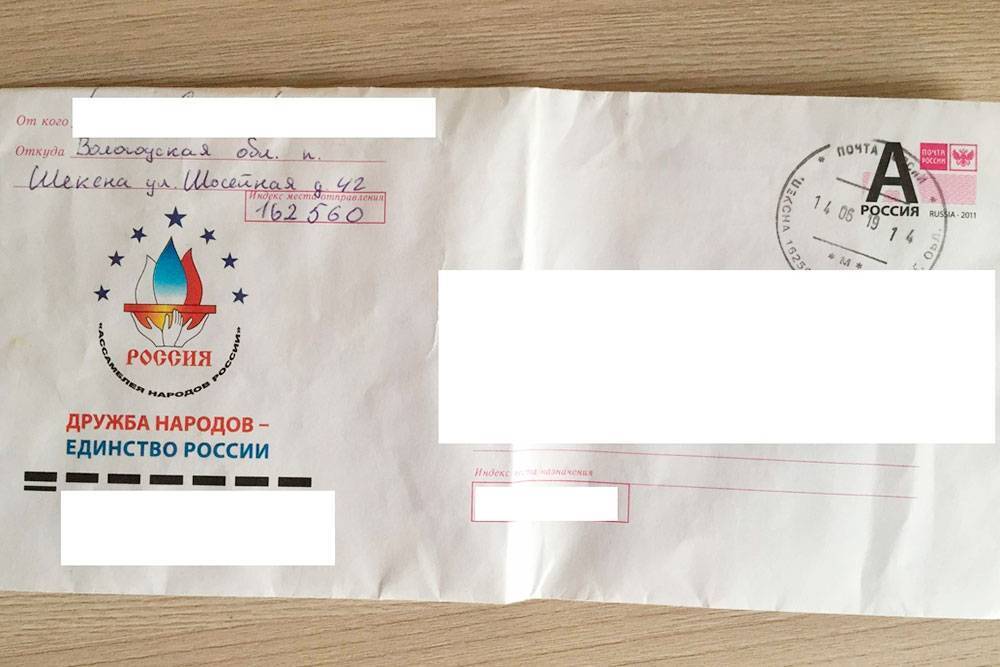 От кого
Откуда Вологодская обл. п.
Шексна ул. Шосейная д. 42
Индекс места отправления
162560
"АССАМБЛЕЯ НАРОДОВ РОССИИ"
РОССИЯ
ДРУЖБА НАРОДОВ –
ЕДИНСТВО РОССИИ
ПОЧТА
14 06 19 14
*М*
ШЕКСНА
А
РОССИЯ
ПОЧТА
РОССИИ
RUSSIA - 2011
Индекс места назначения